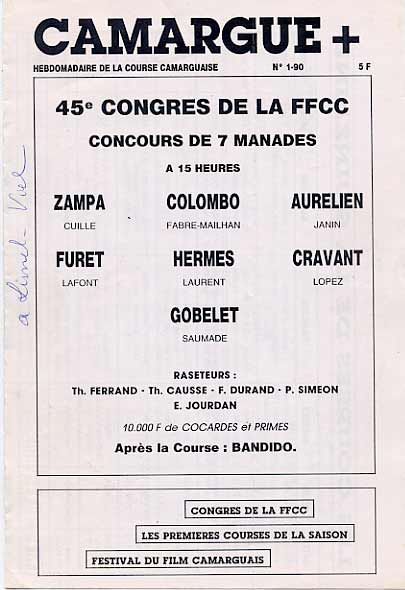 CAMARGUE +
HEBDOMADAIRE DE LA COURSE CAMARGUAISE N° 1-90 5 F
45e CONGRES DE LA FFCC
CONCOURS DE 7 MANADES
A 15 HEURES
ZAMPA COLOMBO AURELIEN
CUILLE FABRE-MAILHAN JANIN
FURET HERMES CRAVANT
LAFONT LAURENT LOPEZ
GOBELET
SAUMADE
RASETEURS :
Th. FERRAND - Th. CAUSSE - F. DURAND - P. SIMEON
E. JOURDAN
10.000 F de COCARDES et PRIMES
Après la Course : BANDIDO.
CONGRES DE LA FFCC
LES PREMIERES COURSES DE LA SAISON
FESTIVAL DU FILM CAMARGUAIS
a Lunel - Viel